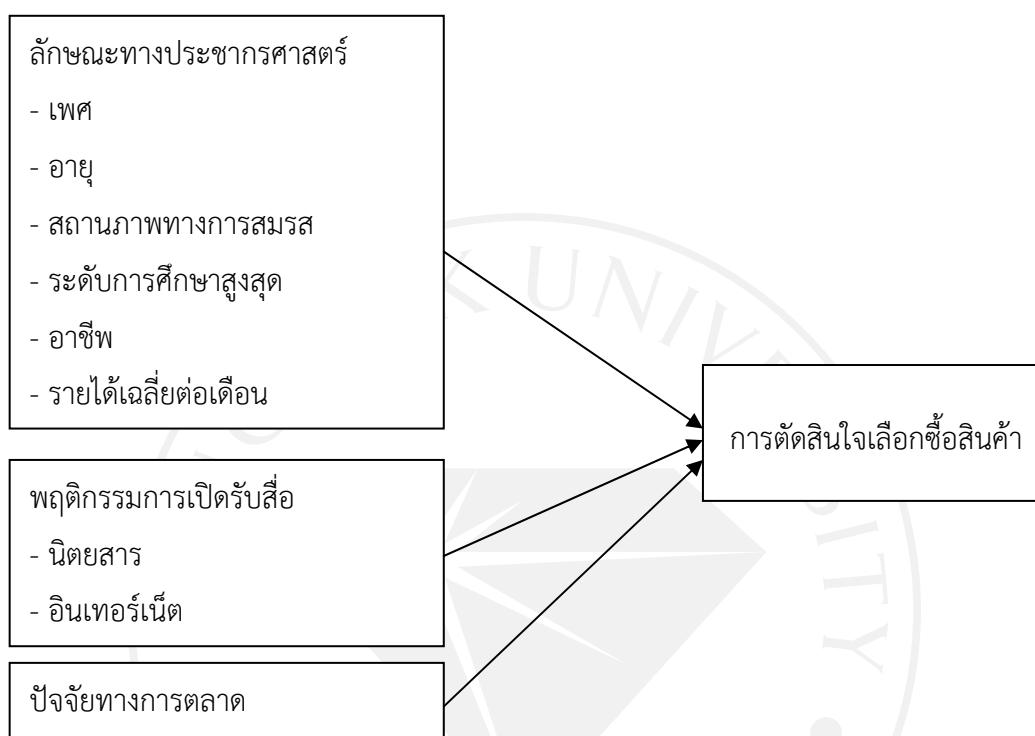 ลักษณะทางประชากรศาสตร์
- เพศ
- อายุ
- สถานภาพทางการสมรส
- ระดับการศึกษาสูงสุด
- อาชีพ
- รายได้เฉลี่ยต่อเดือน
พฤติกรรมการเปิดรับสื่อ
- นิตยสาร
- อินเทอร์เน็ต
ปัจจัยทางการตลาด
การตัดสินใจเลือกซื้อสินค้า
UNIVERSITY